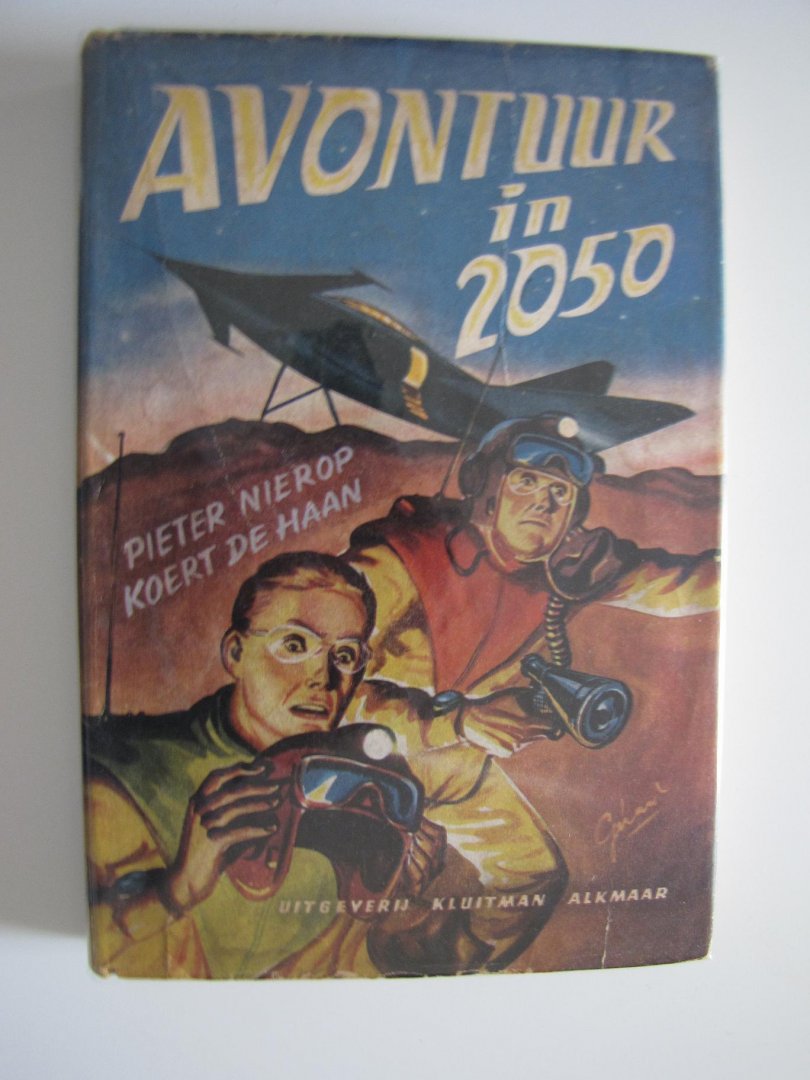 AVONTUUR
in
2050
PIETER NIEROP
KOERT DE HAAN
UITGEVERIJ KLUITMAN ALKMAAR